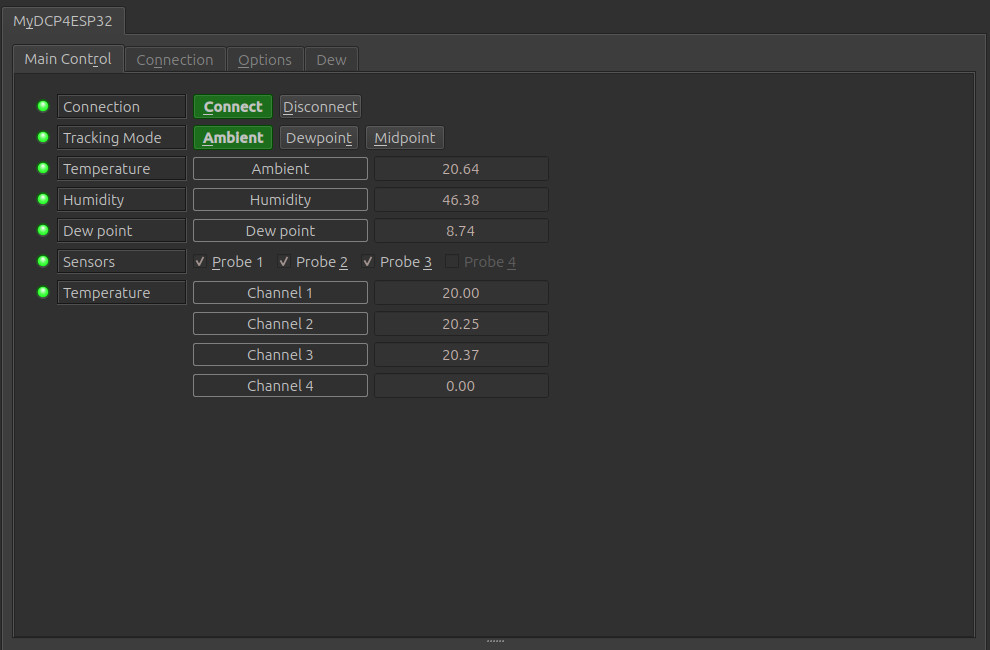 MyDCP4ESP32
Main Control Connection Options Dew
Connection Connect Disconnect
Tracking Mode Ambient Dewpoint Midpoint
Temperature Ambient 20.64
Humidity Humidity 46.38
Dew point Dew point 8.74
Sensors Probe 1 Probe 2 Probe 3 Probe 4
Temperature Channel 1 20.00
Channel 2 20.25
Channel 3 20.37
Channel 4 0.00